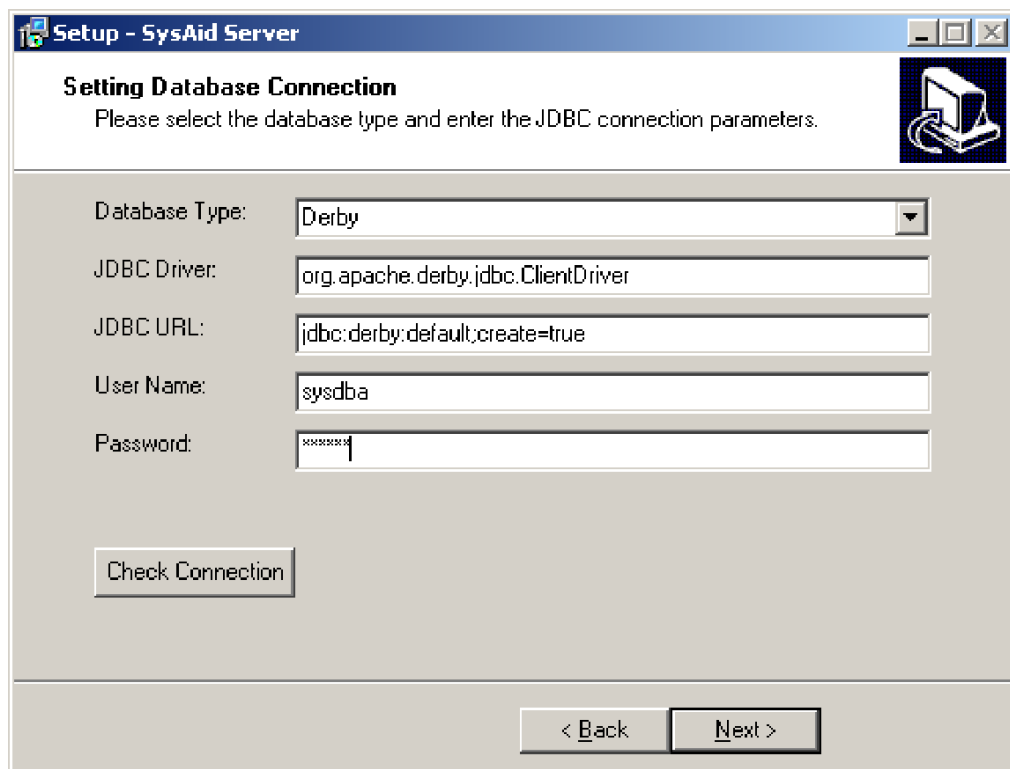 Setup - SysAid Server
Setting Database Connection
Please select the database type and enter the JDBC connection parameters.
Database Type: Derby
JDBC Driver: org.apache.derby.jdbc.ClientDriver
JDBC URL: jdbc:derby:default;create=true
User Name: sysdba
Password: ******
Check Connection
< Back Next >